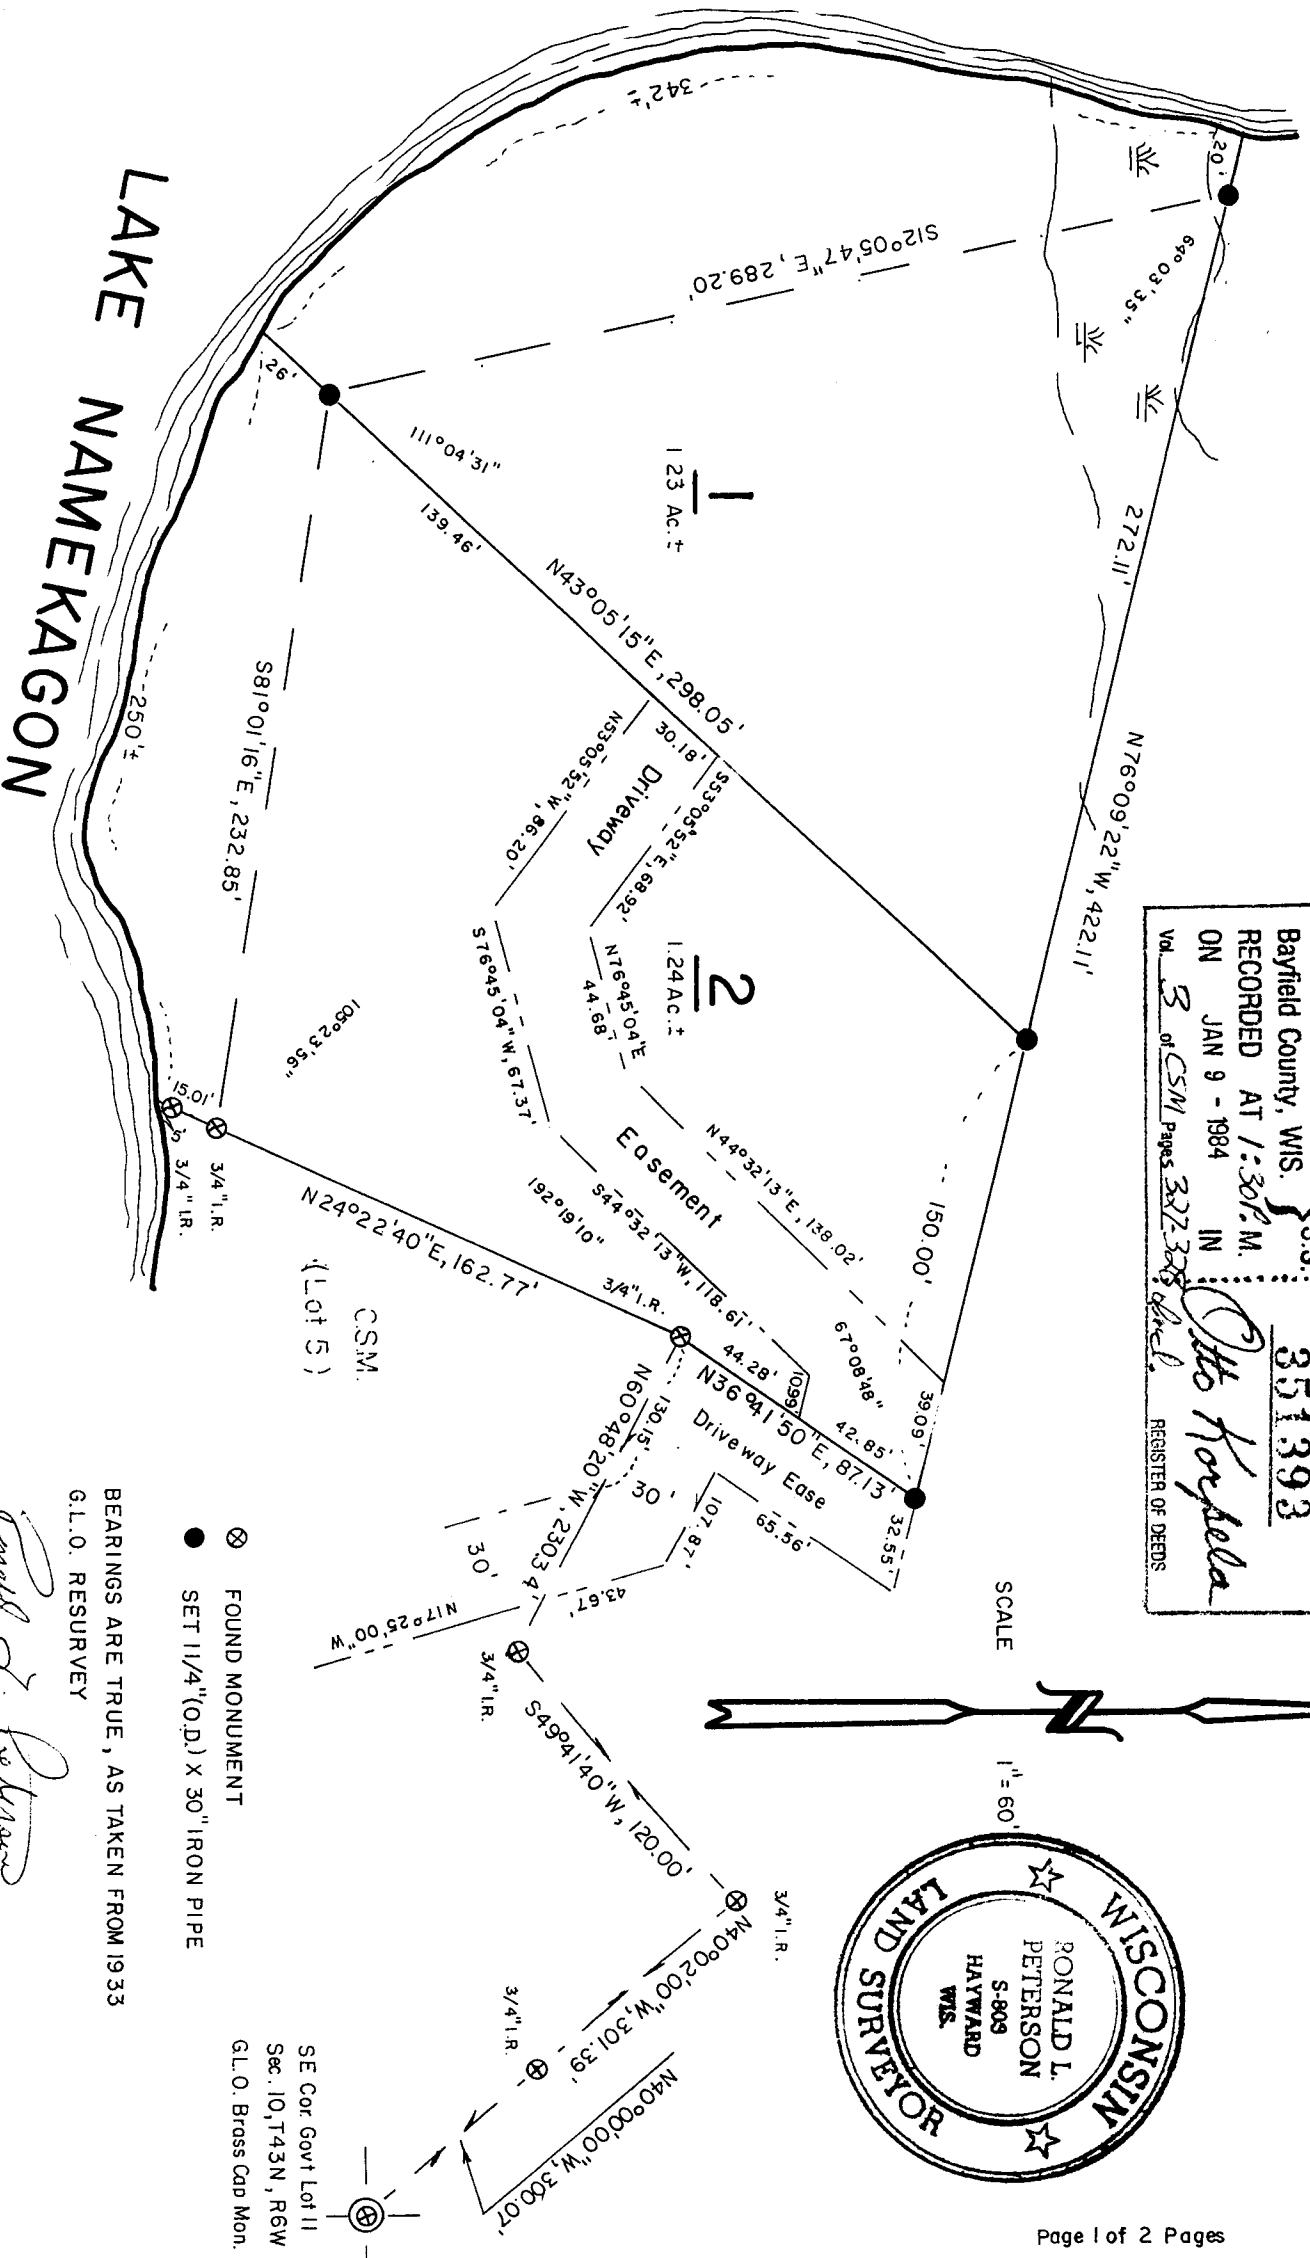 Bayfield County, WIS. } S.S.:
RECORDED AT 1:30P. M.
ON JAN 9 - 1984 IN
Vol. 3 of CSM Pages 327-328
351393
Otto Korpela
REGISTER OF DEEDS
SCALE
1" = 60'
WISCONSIN
LAND SURVEYOR
RONALD L.
PETERSON
S-809
HAYWARD
WIS.
Page 1 of 2 Pages
N76°09'22"W, 422.11'
272.11'
150.00'
39.09'
32.55'
20'
64°03'35"
342'±
S12°05'47"E, 289.20'
1
1.23 Ac.±
111°04'31"
139.46'
N43°05'15"E, 298.05'
30.18'
26'
2
1.24 Ac.±
Driveway
Easement
S53°05'52"E, 68.92'
N53°05'52"W, 86.20'
N76°45'04"E
44.68'
S76°45'04"W, 67.37'
N44°32'13"E, 138.02'
S44°32'13"W, 118.61'
192°19'10"
67°08'48"
44.28'
42.85'
10.99'
N36°41'50"E, 87.13'
Driveway Ease
65.56'
107.87'
43.67'
30'
30'
130.15'
N60°48'20"W, 230.34'
N17°25'00"W
3/4" I.R.
3/4" I.R.
S49°41'40"W, 120.00'
3/4" I.R.
N40°02'00"W, 301.39'
3/4" I.R.
N40°00'00"W, 300.07'
S81°01'16"E, 232.85'
250'±
105°23'56"
15.01'
5'
3/4" I.R.
3/4" I.R.
N24°22'40"E, 162.77'
C.S.M.
(Lot 5)
LAKE NAMEKAGON
FOUND MONUMENT
SET 1 1/4"(O.D.) X 30" IRON PIPE
BEARINGS ARE TRUE, AS TAKEN FROM 1933
G.L.O. RESURVEY
SE Cor. Govt Lot 11
Sec. 10, T43N, R6W
G.L.O. Brass Cap Mon.